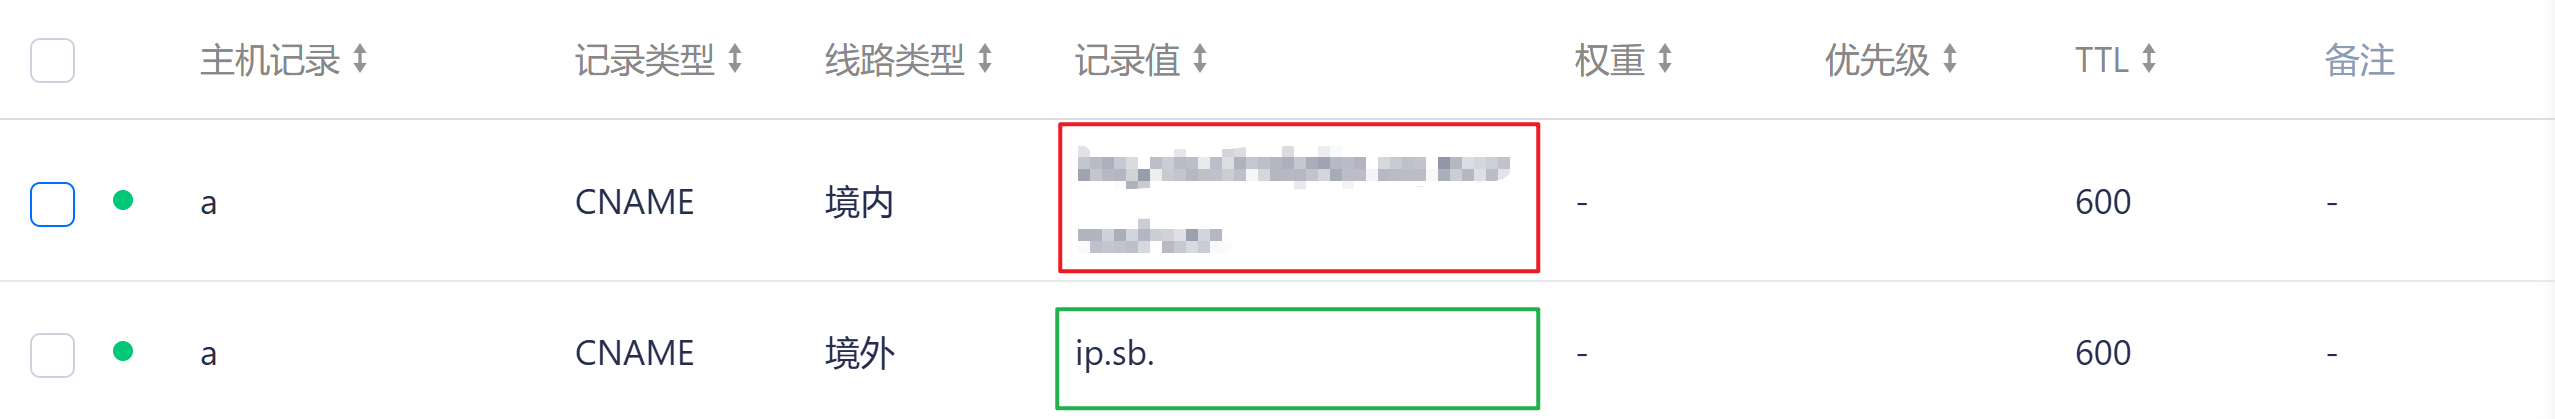 主机记录 记录类型 线路类型 记录值 权重 优先级 TTL 备注
a CNAME 境内 - 600 -
a CNAME 境外 ip.sb. - 600 -